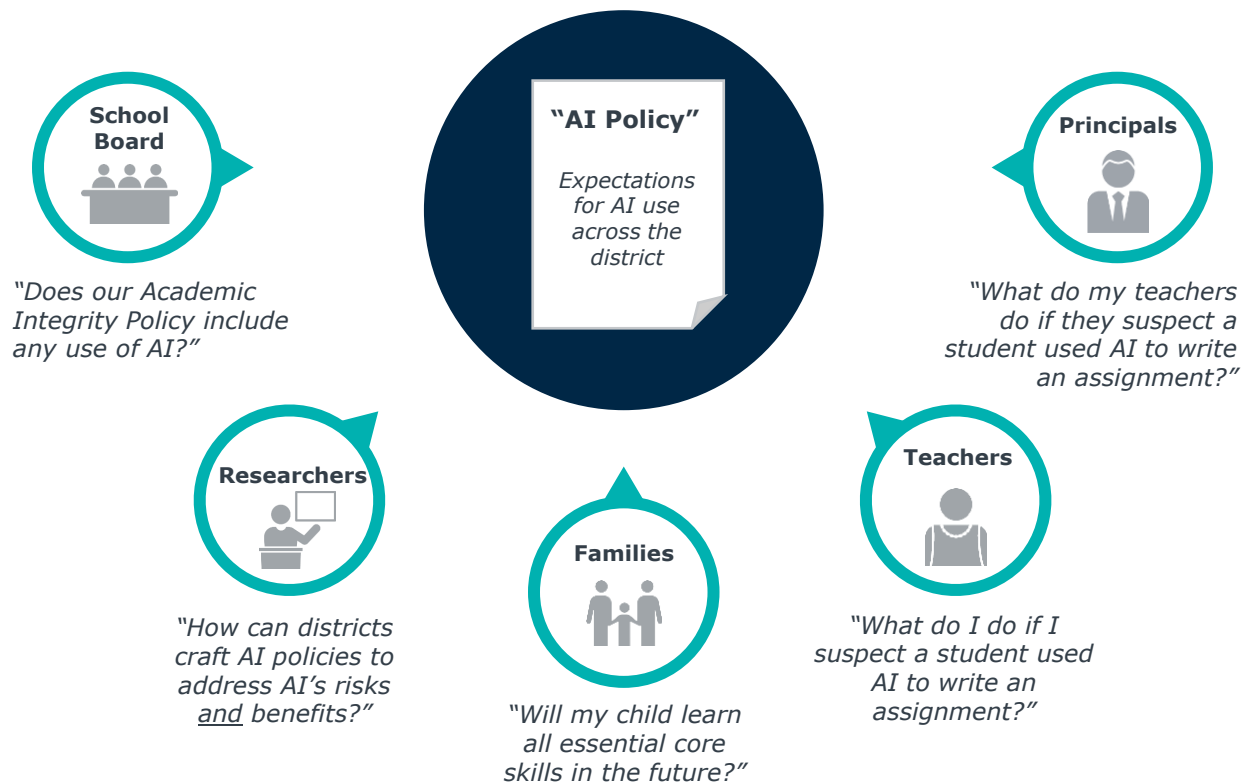 School
Board
"Does our Academic
Integrity Policy include
any use of AI?"
“AI Policy”
Expectations
for AI use
across the
district
Principals
“What do my teachers
do if they suspect a
student used AI to write
an assignment?”
Researchers
“How can districts
craft AI policies to
address AI’s risks
and benefits?”
Families
“Will my child learn
all essential core
skills in the future?”
Teachers
“What do I do if I
suspect a student used
AI to write an
assignment?”